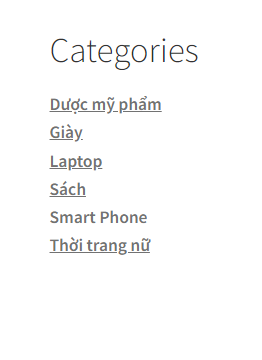 Categories
Dược mỹ phẩm
Giày
Laptop
Sách
Smart Phone
Thời trang nữ